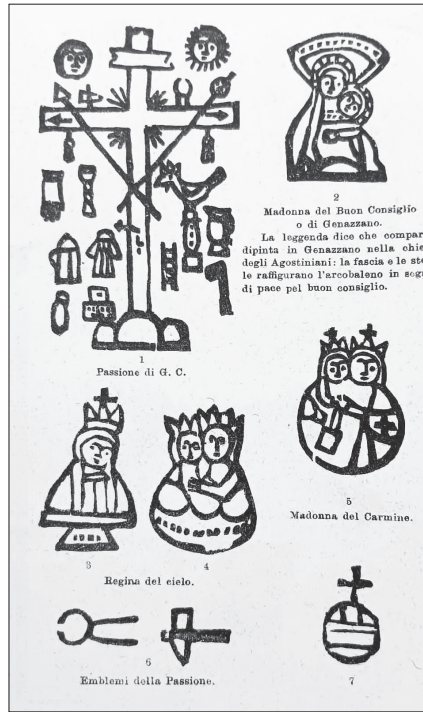 1
Passione di G. C.
2
Madonna del Buon Consiglio
o di Genazzano.
La leggenda dice che compar
dipinta in Genazzano nella chie
degli Agostiniani: la fascia e le ste
le raffigurano l'arcobaleno in segn
di pace pel buon consiglio.
3 4
Regina del cielo.
5
Madonna del Carmine.
6
Emblemi della Passione.
7